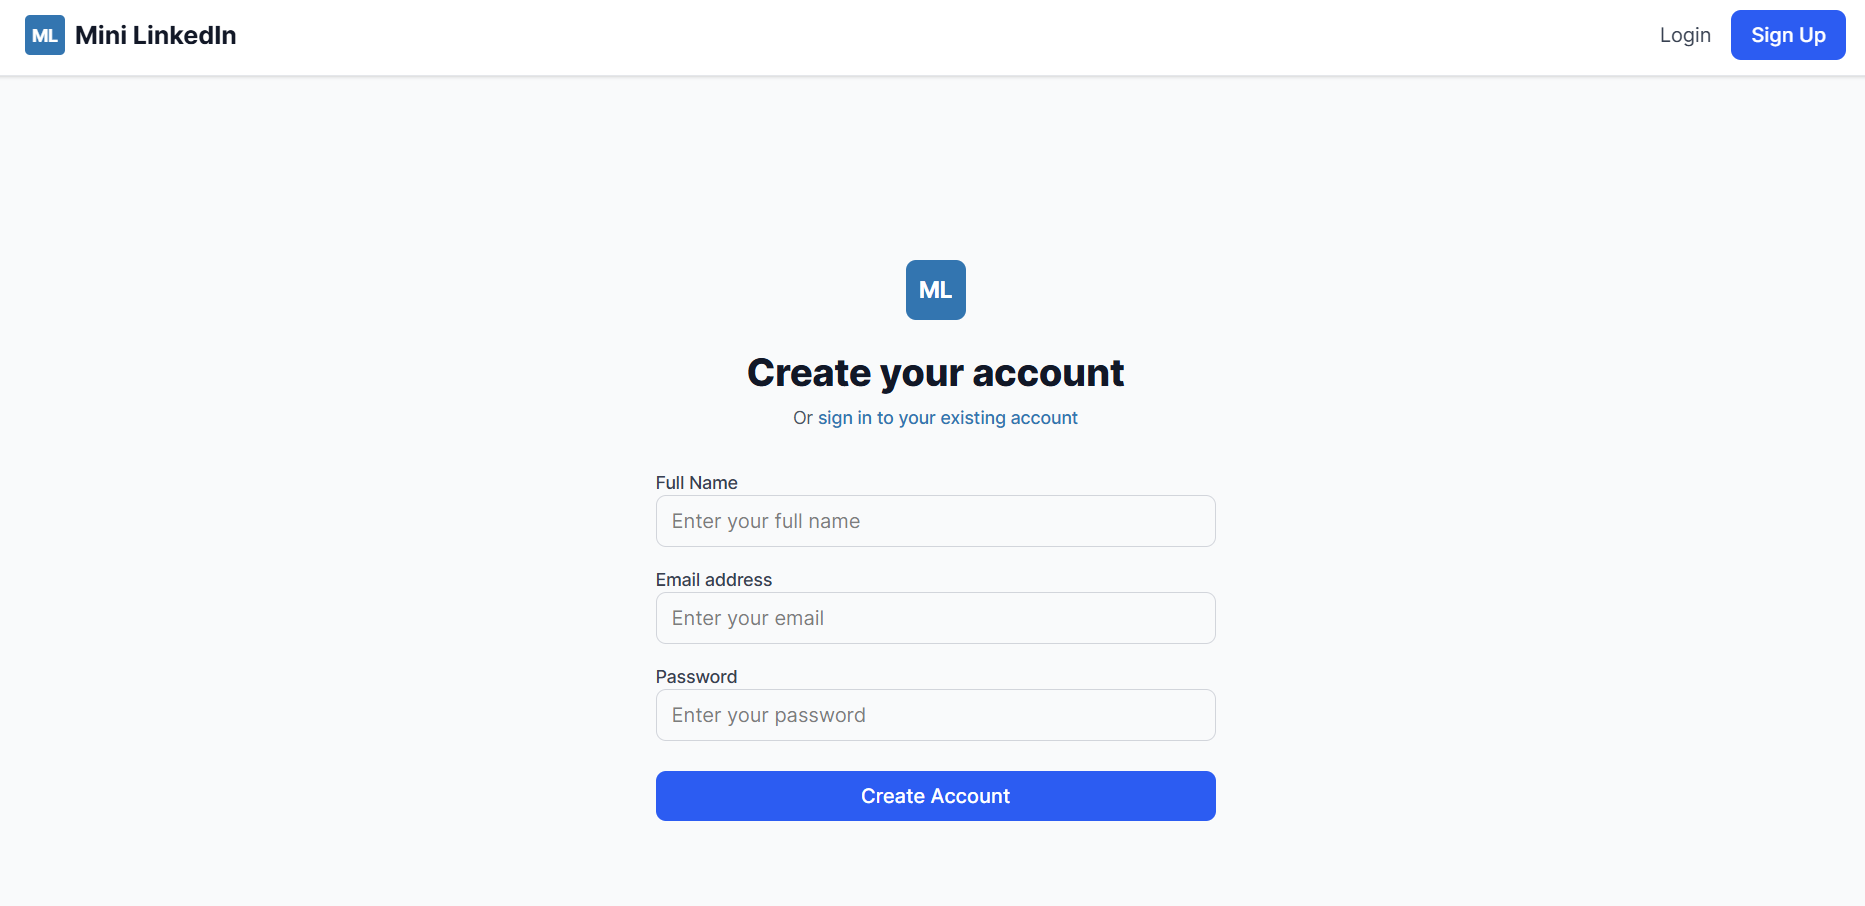 ML Mini LinkedIn Login Sign Up
ML
Create your account
Or sign in to your existing account
Full Name
Enter your full name
Email address
Enter your email
Password
Enter your password
Create Account